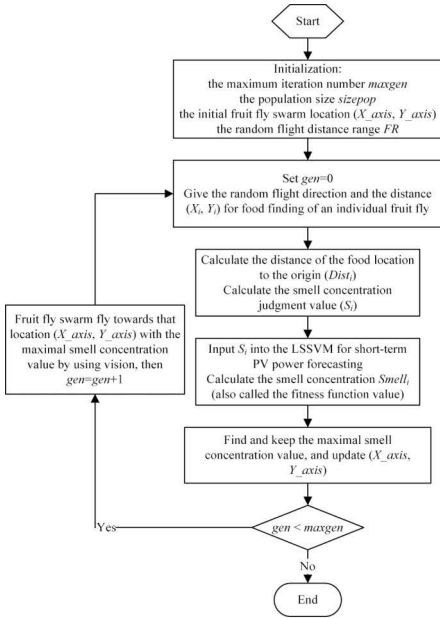 Start
Initialization:
the maximum iteration number maxgen
the population size sizepop
the initial fruit fly swarm location (X_axis, Y_axis)
the random flight distance range FR
Set gen=0
Give the random flight direction and the distance
(Xi, Yi) for food finding of an individual fruit fly
Calculate the distance of the food location
to the origin (Disti)
Calculate the smell concentration
judgment value (Si)
Fruit fly swarm fly towards that
location (X_axis, Y_axis) with the
maximal smell concentration
value by using vision, then
gen=gen+1
Input Si into the LSSVM for short-term
PV power forecasting
Calculate the smell concentration Smelli
(also called the fitness function value)
Find and keep the maximal smell
concentration value, and update (X_axis,
Y_axis)
Yes
gen < maxgen
No
End